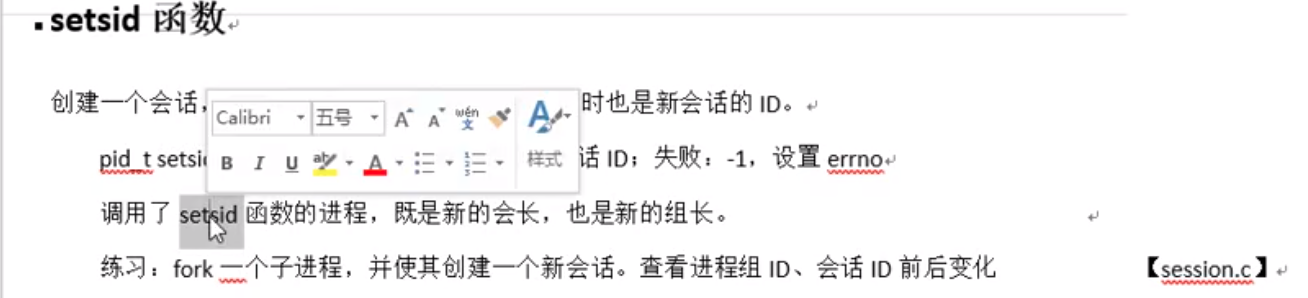 ▪setsid 函数
创建一个会话,
时也是新会话的 ID。
Calibri 五号 A A wén 文 A
B I U aby A 样式
pid_t setsi
话 ID；失败：-1，设置 errno
调用了 setsid 函数的进程，既是新的会长，也是新的组长。
练习：fork 一个子进程，并使其创建一个新会话。查看进程组 ID、会话 ID 前后变化 【session.c】